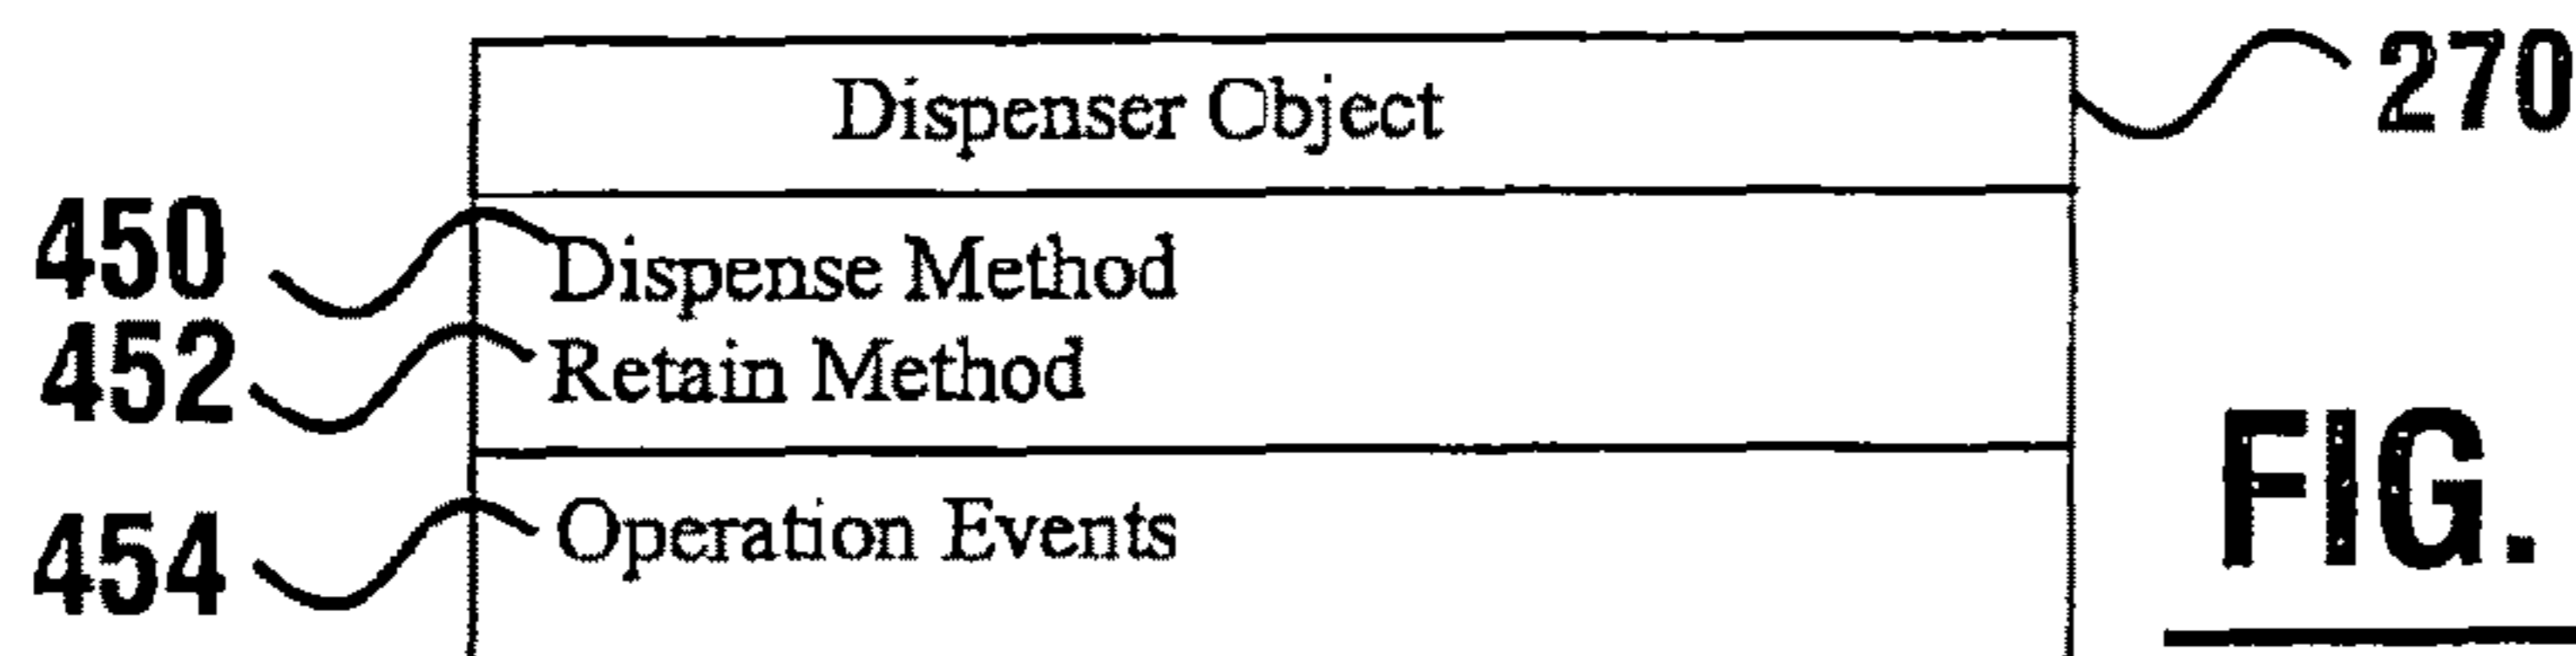 Dispenser Object 270
450 Dispense Method
452 Retain Method
454 Operation Events
FIG.